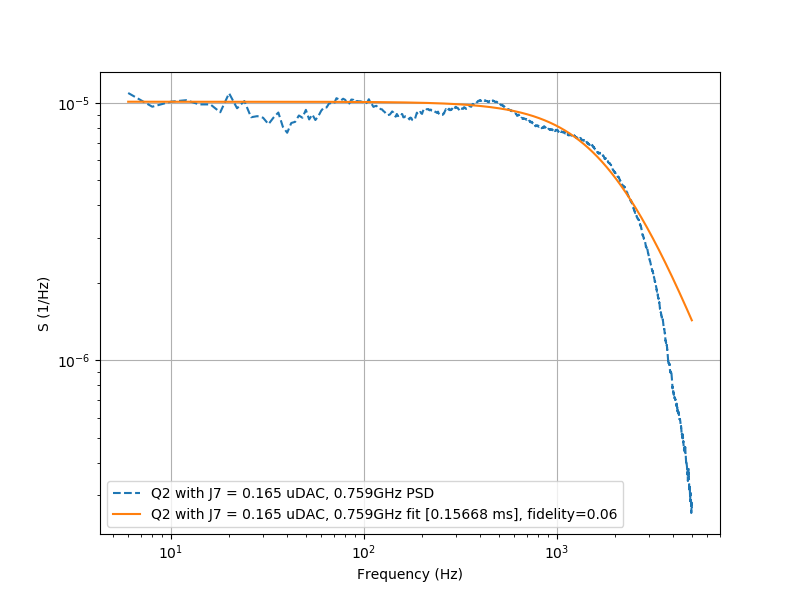 S (1/Hz)
10⁻⁵
10⁻⁶
Q2 with J7 = 0.165 uDAC, 0.759GHz PSD
Q2 with J7 = 0.165 uDAC, 0.759GHz fit [0.15668 ms], fidelity=0.06
10¹ 10² 10³
Frequency (Hz)